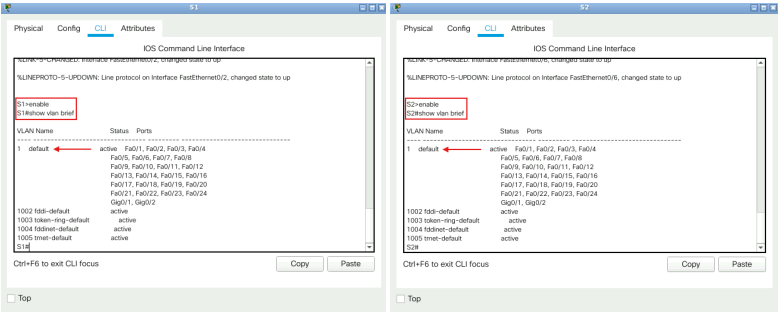 S1
Physical Config CLI Attributes
IOS Command Line Interface
%LINK-5-CHANGED: Interface FastEthernet0/2, changed state to up
%LINEPROTO-5-UPDOWN: Line protocol on Interface FastEthernet0/2, changed state to up
S1>enable
S1#show vlan brief
VLAN Name Status Ports
---- -------------------------------- --------- -------------------------------
1 default active Fa0/1, Fa0/2, Fa0/3, Fa0/4
Fa0/5, Fa0/6, Fa0/7, Fa0/8
Fa0/9, Fa0/10, Fa0/11, Fa0/12
Fa0/13, Fa0/14, Fa0/15, Fa0/16
Fa0/17, Fa0/18, Fa0/19, Fa0/20
Fa0/21, Fa0/22, Fa0/23, Fa0/24
Gig0/1, Gig0/2
1002 fddi-default active
1003 token-ring-default active
1004 fddinet-default active
1005 trnet-default active
S1#
Ctrl+F6 to exit CLI focus
Copy Paste
Top
S2
Physical Config CLI Attributes
IOS Command Line Interface
%LINK-5-CHANGED: Interface FastEthernet0/6, changed state to up
%LINEPROTO-5-UPDOWN: Line protocol on Interface FastEthernet0/6, changed state to up
S2>enable
S2#show vlan brief
VLAN Name Status Ports
---- -------------------------------- --------- -------------------------------
1 default active Fa0/1, Fa0/2, Fa0/3, Fa0/4
Fa0/5, Fa0/6, Fa0/7, Fa0/8
Fa0/9, Fa0/10, Fa0/11, Fa0/12
Fa0/13, Fa0/14, Fa0/15, Fa0/16
Fa0/17, Fa0/18, Fa0/19, Fa0/20
Fa0/21, Fa0/22, Fa0/23, Fa0/24
Gig0/1, Gig0/2
1002 fddi-default active
1003 token-ring-default active
1004 fddinet-default active
1005 trnet-default active
S2#
Ctrl+F6 to exit CLI focus
Copy Paste
Top